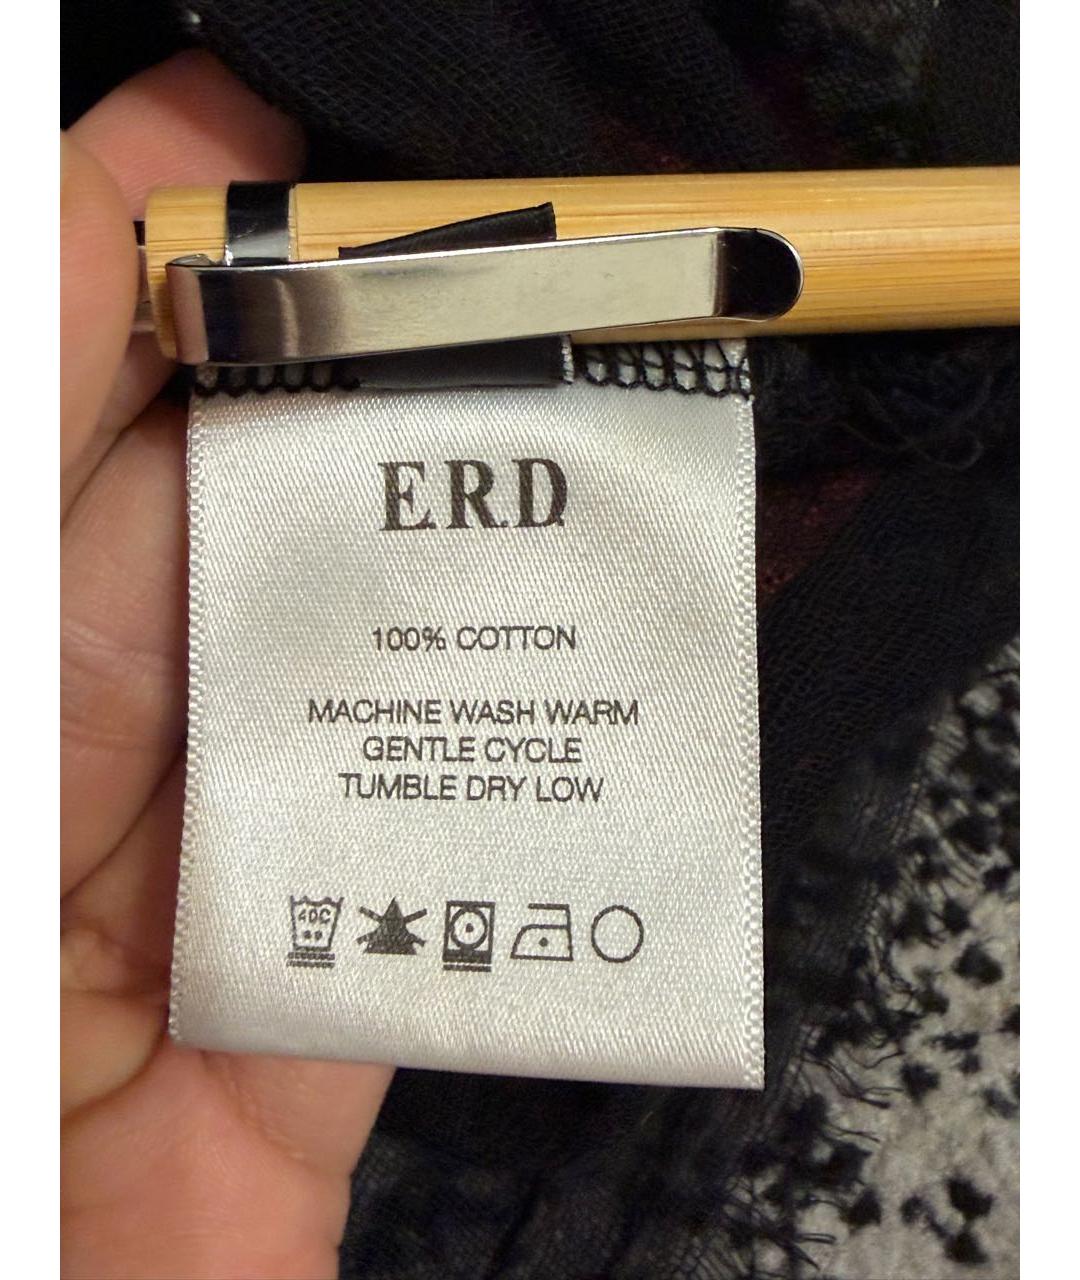 ERD
100% COTTON
MACHINE WASH WARM
GENTLE CYCLE
TUMBLE DRY LOW
40C